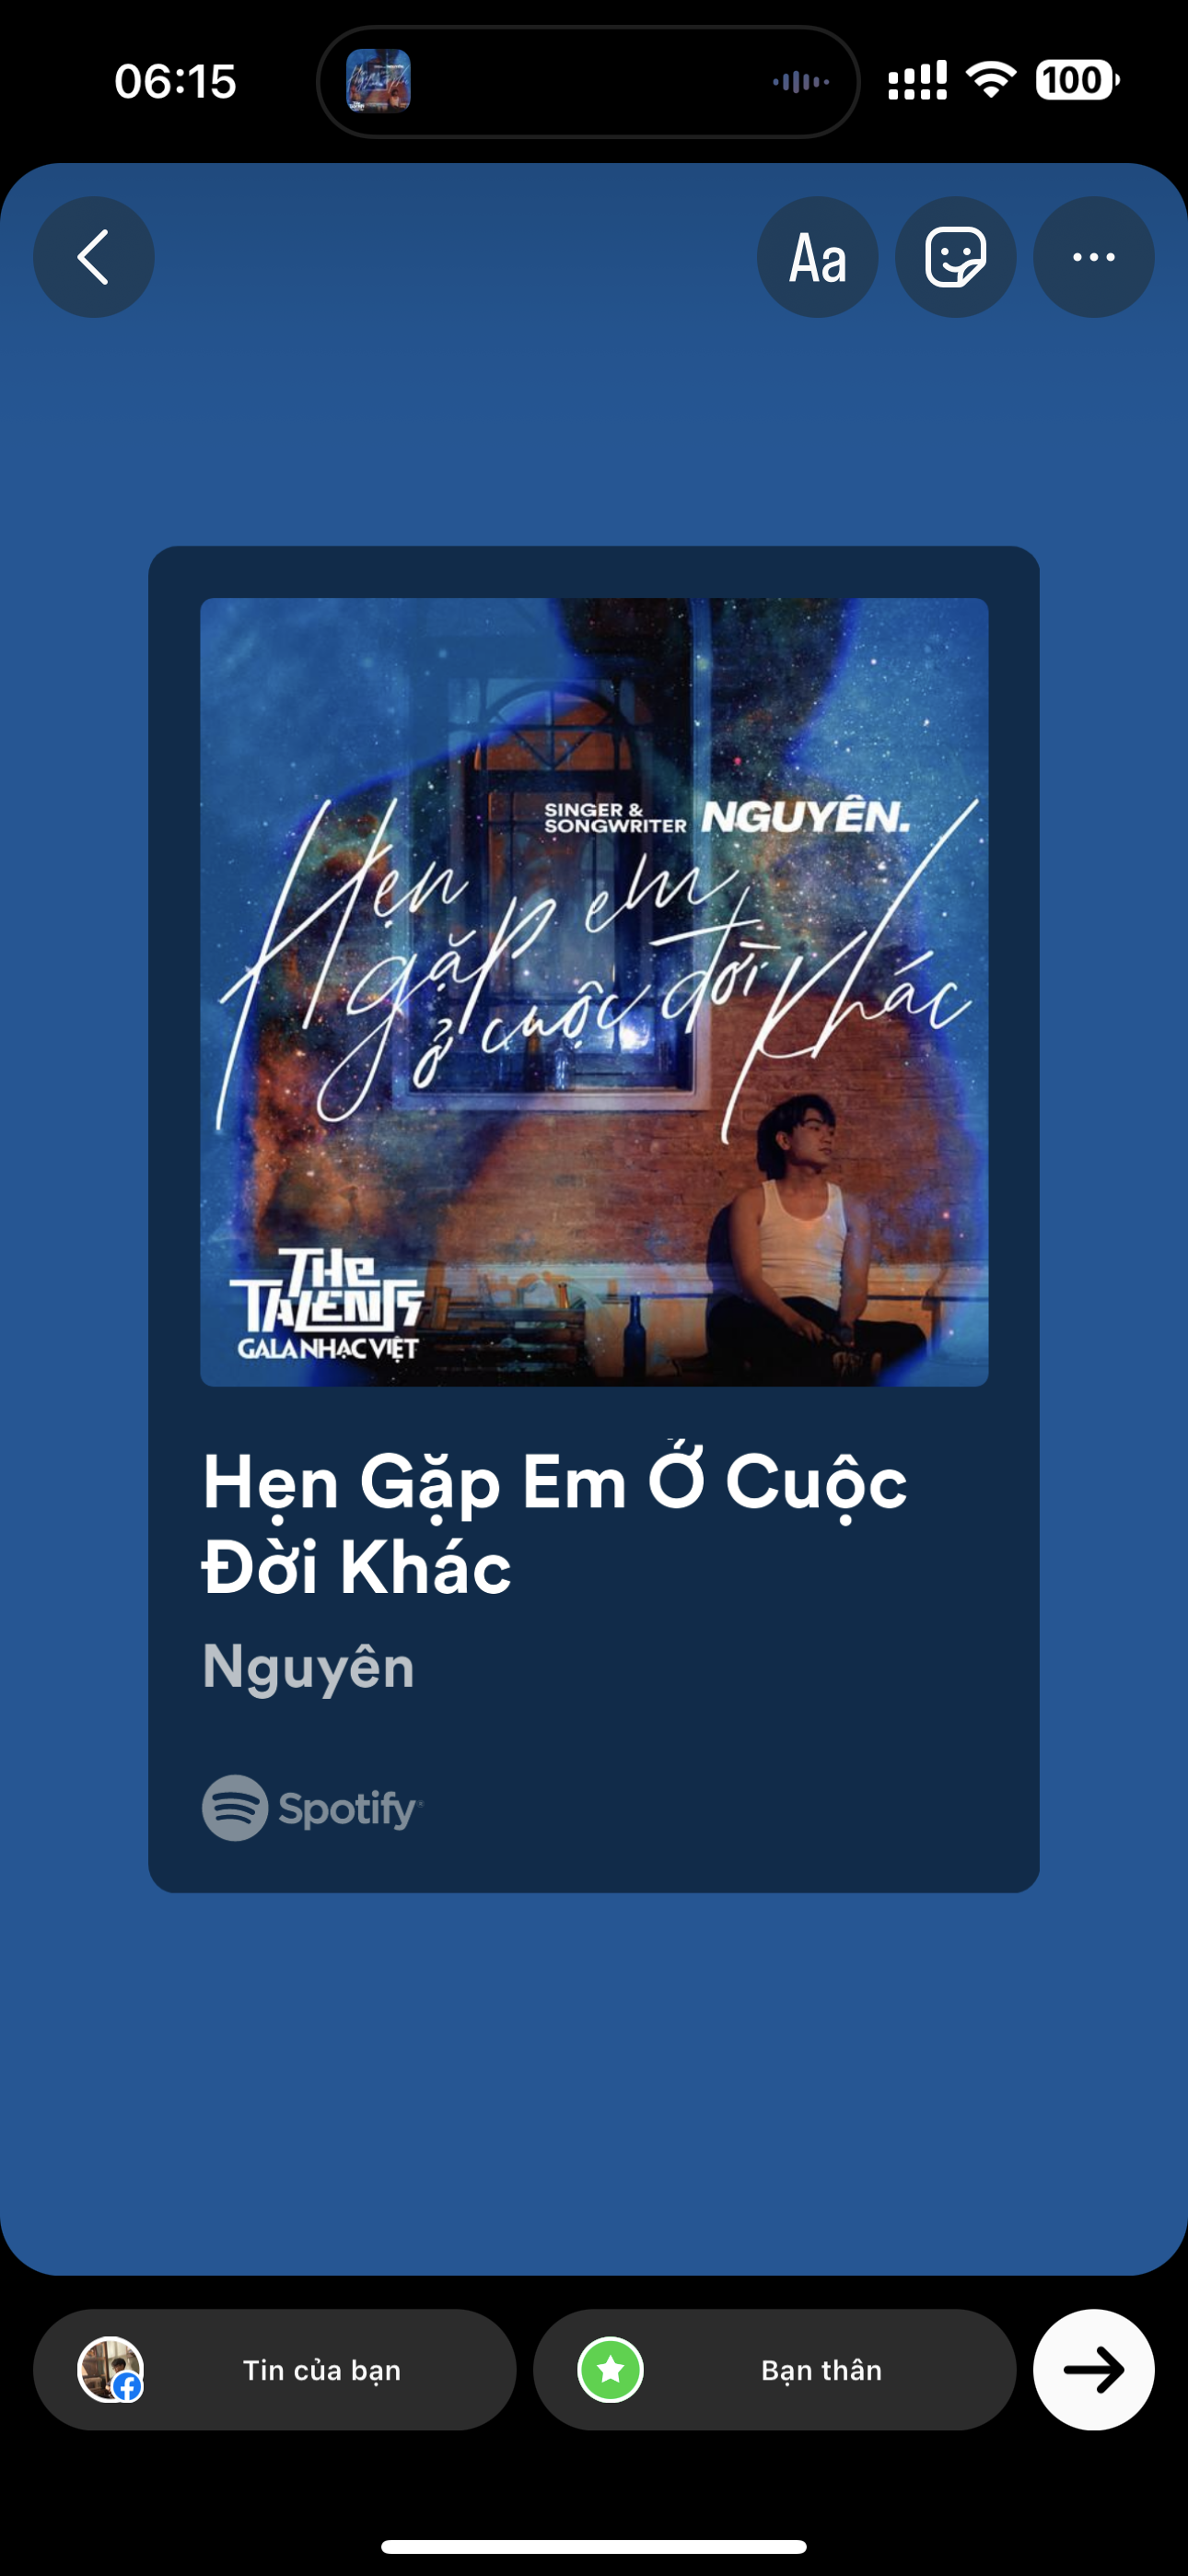 06:15
100
Aa
SINGER &
SONGWRITER
NGUYÊN.
Hẹn
gặp em
ở cuộc đời khác
THE
TALENTS
GALA NHẠC VIỆT
Hẹn Gặp Em Ở Cuộc
Đời Khác
Nguyên
Spotify
Tin của bạn
Bạn thân